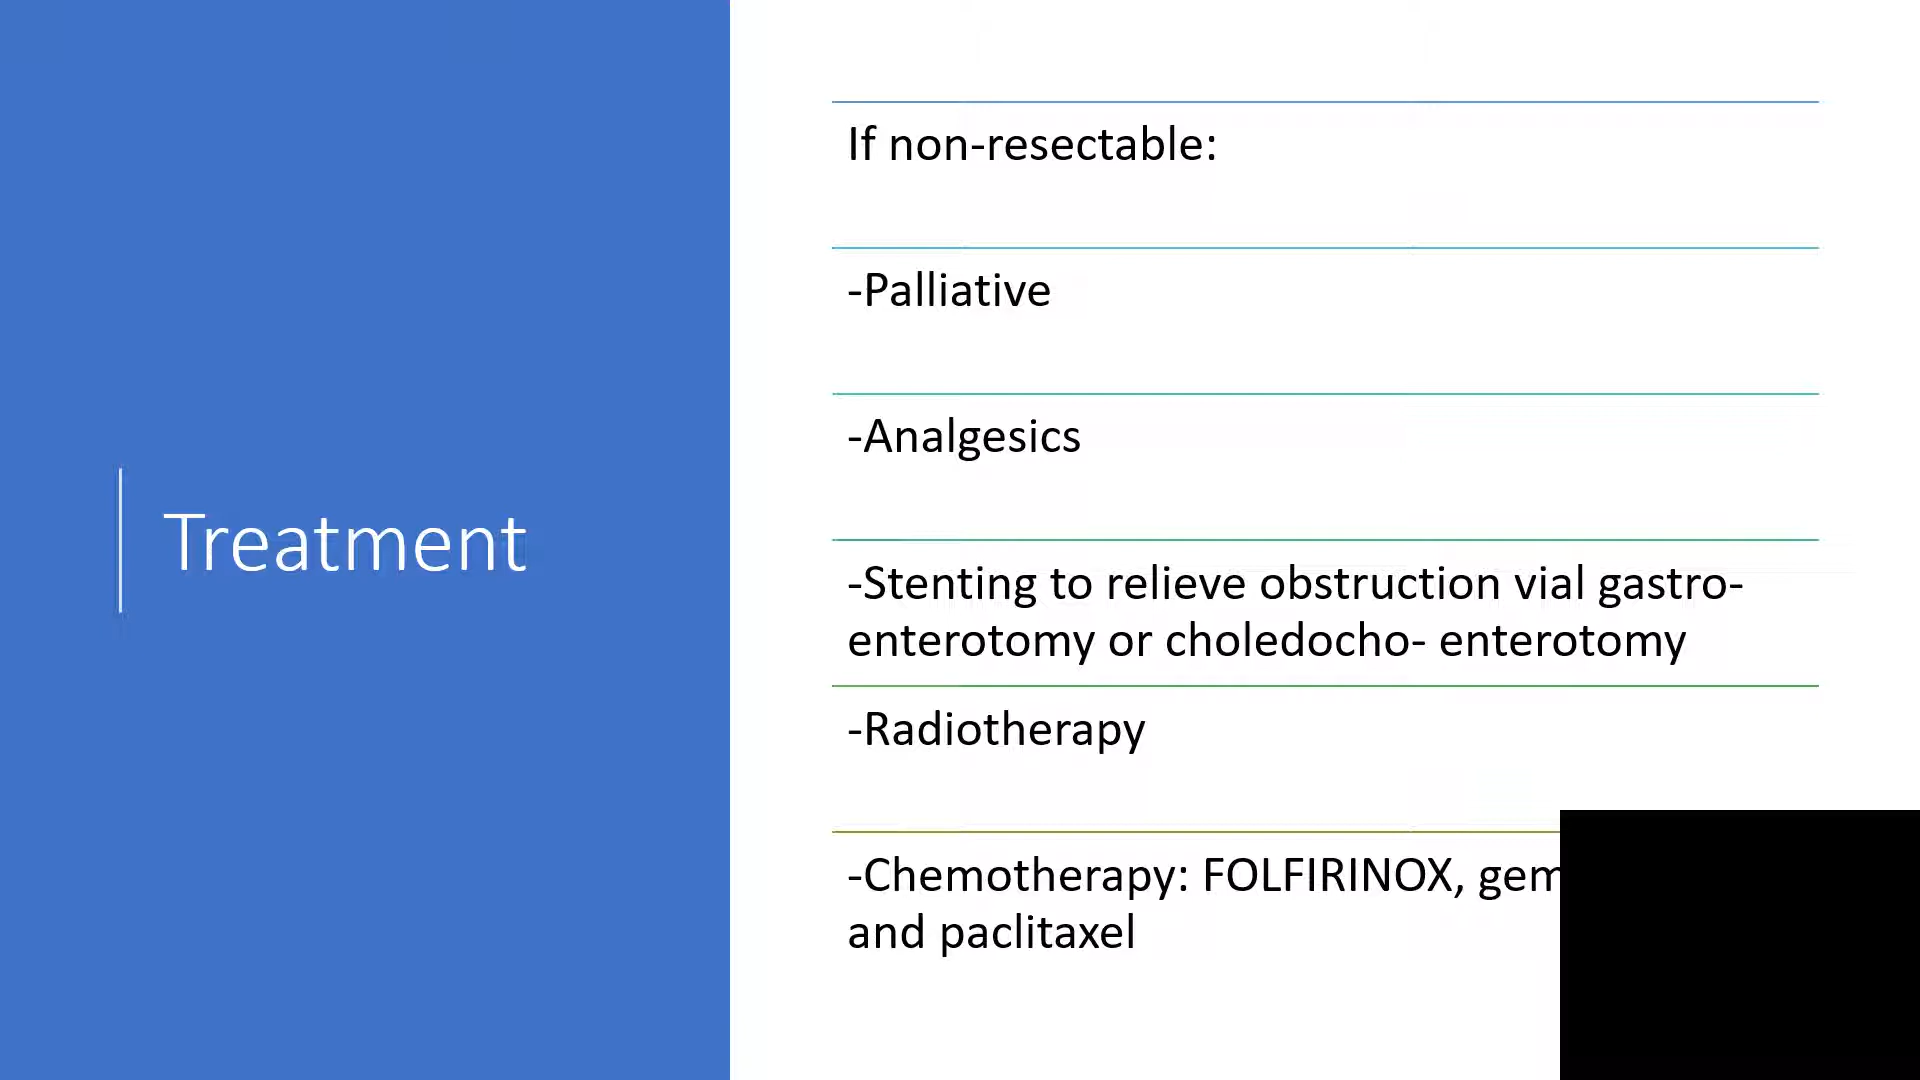 Treatment
If non-resectable:
-Palliative
-Analgesics
-Stenting to relieve obstruction vial gastro-
enterotomy or choledocho- enterotomy
-Radiotherapy
-Chemotherapy: FOLFIRINOX,
and paclitaxel